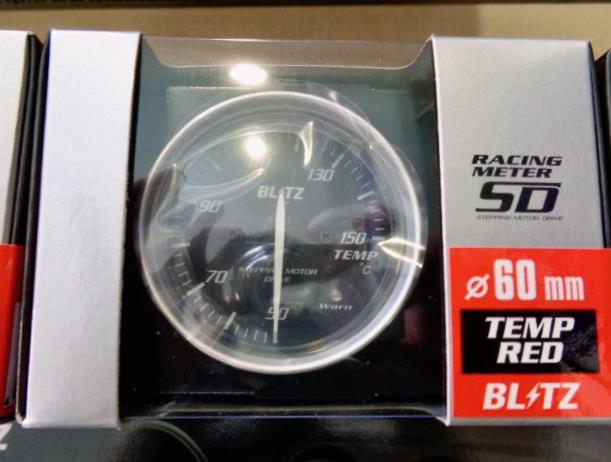 110
130
BLITZ
90
150
TEMP
°C
STEPPING MOTOR
DRIVE
70
Warn
50
RACING
METER
SD
STEPPING MOTOR DRIVE
ø60 mm
TEMP
RED
BLITZ